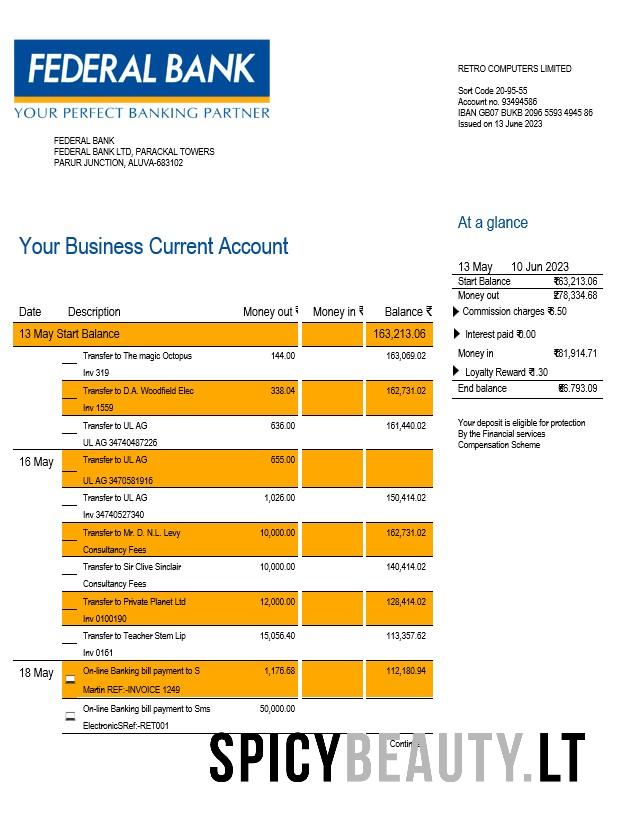 FEDERAL BANK
YOUR PERFECT BANKING PARTNER
FEDERAL BANK
FEDERAL BANK LTD, PARACKAL TOWERS
PARUR JUNCTION, ALUVA-683102
RETRO COMPUTERS LIMITED
Sort Code 20-95-55
Account no. 93494586
IBAN GB07 BUKB 2096 5593 4945 86
Issued on 13 June 2023
Your Business Current Account
At a glance
13 May 10 Jun 2023
Start Balance ₹163,213.06
Money out 278,334.68
Commission charges ₹8.50
Interest paid ₹0.00
Money in ₹181,914.71
Loyalty Reward ₹1.30
End balance 66.793.09
Your deposit is eligible for protection
By the Financial services
Compensation Scheme
Date Description Money out ₹ Money in ₹ Balance ₹
13 May Start Balance 163,213.06
Transfer to The magic Octopus 144.00 163,069.02
Inv 319
Transfer to D.A. Woodfield Elec 338.04 162,731.02
Inv 1559
Transfer to UL AG 636.00 161,440.02
UL AG 34740487226
16 May Transfer to UL AG 655.00
UL AG 3470581916
Transfer to UL AG 1,026.00 150,414.02
Inv 34740527340
Transfer to Mr. D. N.L. Levy 10,000.00 162,731.02
Consultancy Fees
Transfer to Sir Clive Sinclair 10,000.00 140,414.02
Consultancy Fees
Transfer to Private Planet Ltd 12,000.00 128,414.02
Inv 0100190
Transfer to Teacher Stem Lip 15,056.40 113,357.62
Inv 0161
18 May On-line Banking bill payment to S 1,176.68 112,180.94
Martin REF:-INVOICE 1249
On-line Banking bill payment to Sms 50,000.00
ElectronicSRef:-RET001
SPICYBEAUTY.LT